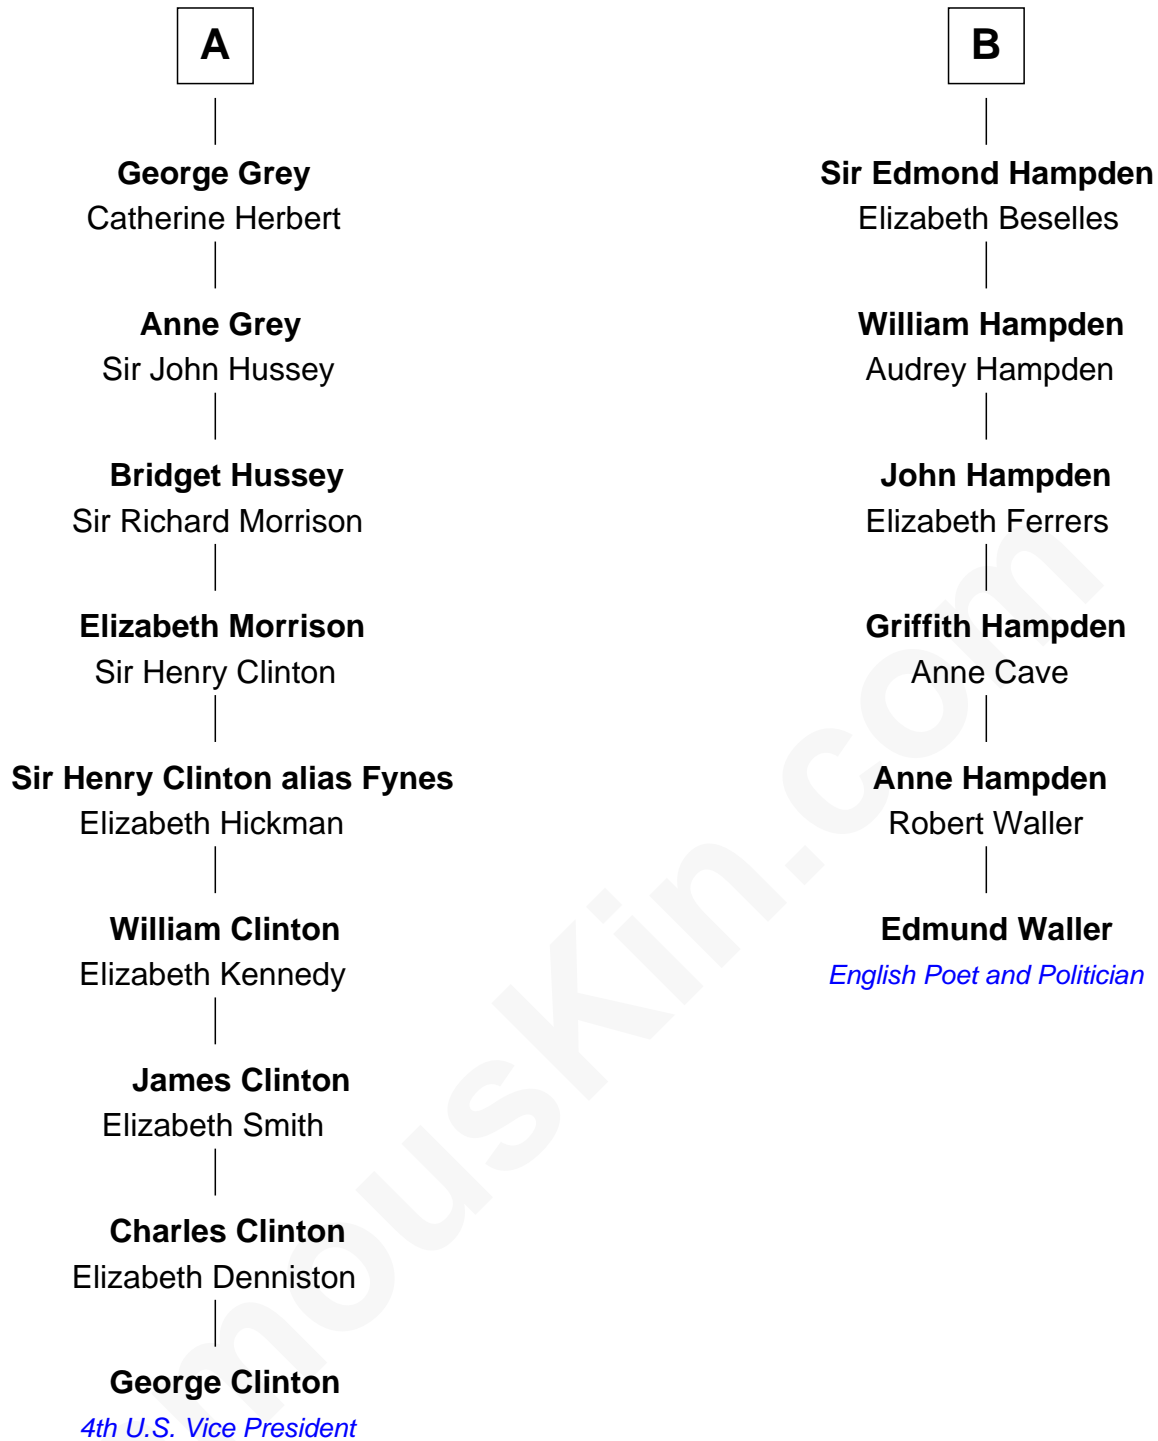 A
George Grey
Catherine Herbert
Anne Grey
Sir John Hussey
Bridget Hussey
Sir Richard Morrison
Elizabeth Morrison
Sir Henry Clinton
Sir Henry Clinton alias Fynes
Elizabeth Hickman
William Clinton
Elizabeth Kennedy
James Clinton
Elizabeth Smith
Charles Clinton
Elizabeth Denniston
George Clinton
4th U.S. Vice President
B
Sir Edmond Hampden
Elizabeth Beselles
William Hampden
Audrey Hampden
John Hampden
Elizabeth Ferrers
Griffith Hampden
Anne Cave
Anne Hampden
Robert Waller
Edmund Waller
English Poet and Politician
mousKin.com